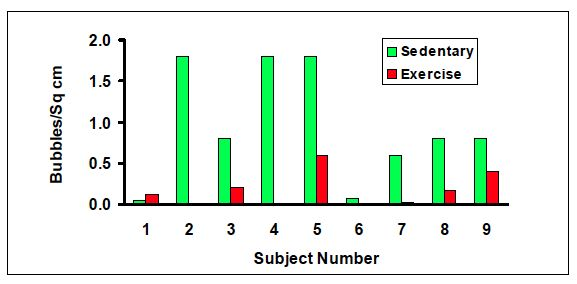 2.0
1.5
1.0
0.5
0.0
Bubbles/Sq cm
Sedentary
Exercise
1 2 3 4 5 6 7 8 9
Subject Number